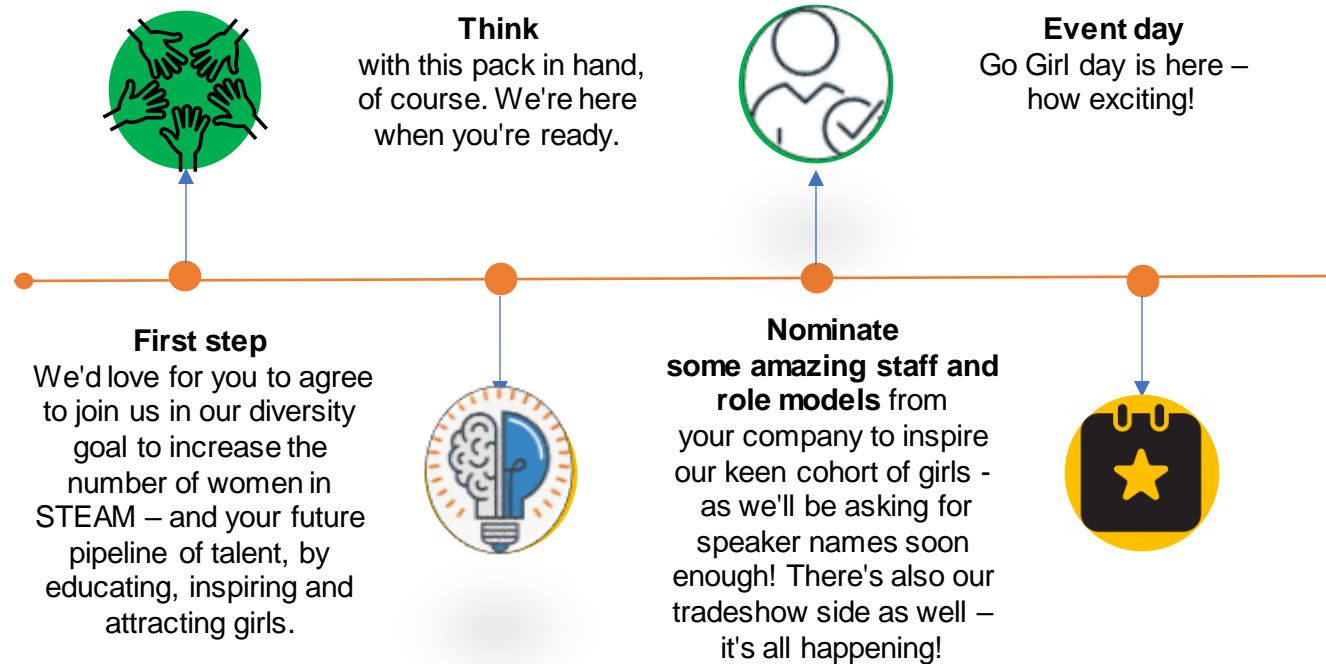 First step
We'd love for you to agree
to join us in our diversity
goal to increase the
number of women in
STEAM – and your future
pipeline of talent, by
educating, inspiring and
attracting girls.
Think
with this pack in hand,
of course. We're here
when you're ready.
Nominate
some amazing staff and
role models from
your company to inspire
our keen cohort of girls -
as we'll be asking for
speaker names soon
enough! There's also our
tradeshow side as well –
it's all happening!
Event day
Go Girl day is here –
how exciting!